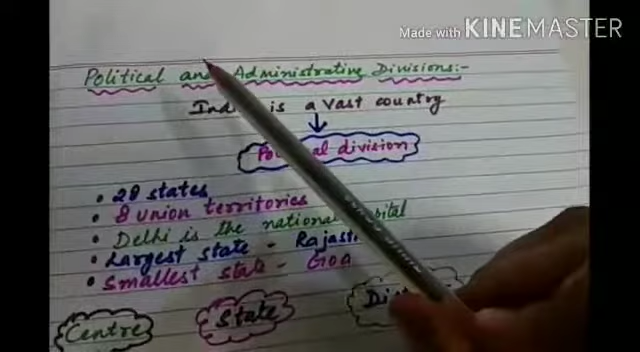 Made with KINEMASTER
Political and Administrative Divisions:-
India is a vast country
division
• 28 states
• 8 union territories
• Delhi is the national
• Largest state -
• Smallest state - Goa
Centre State